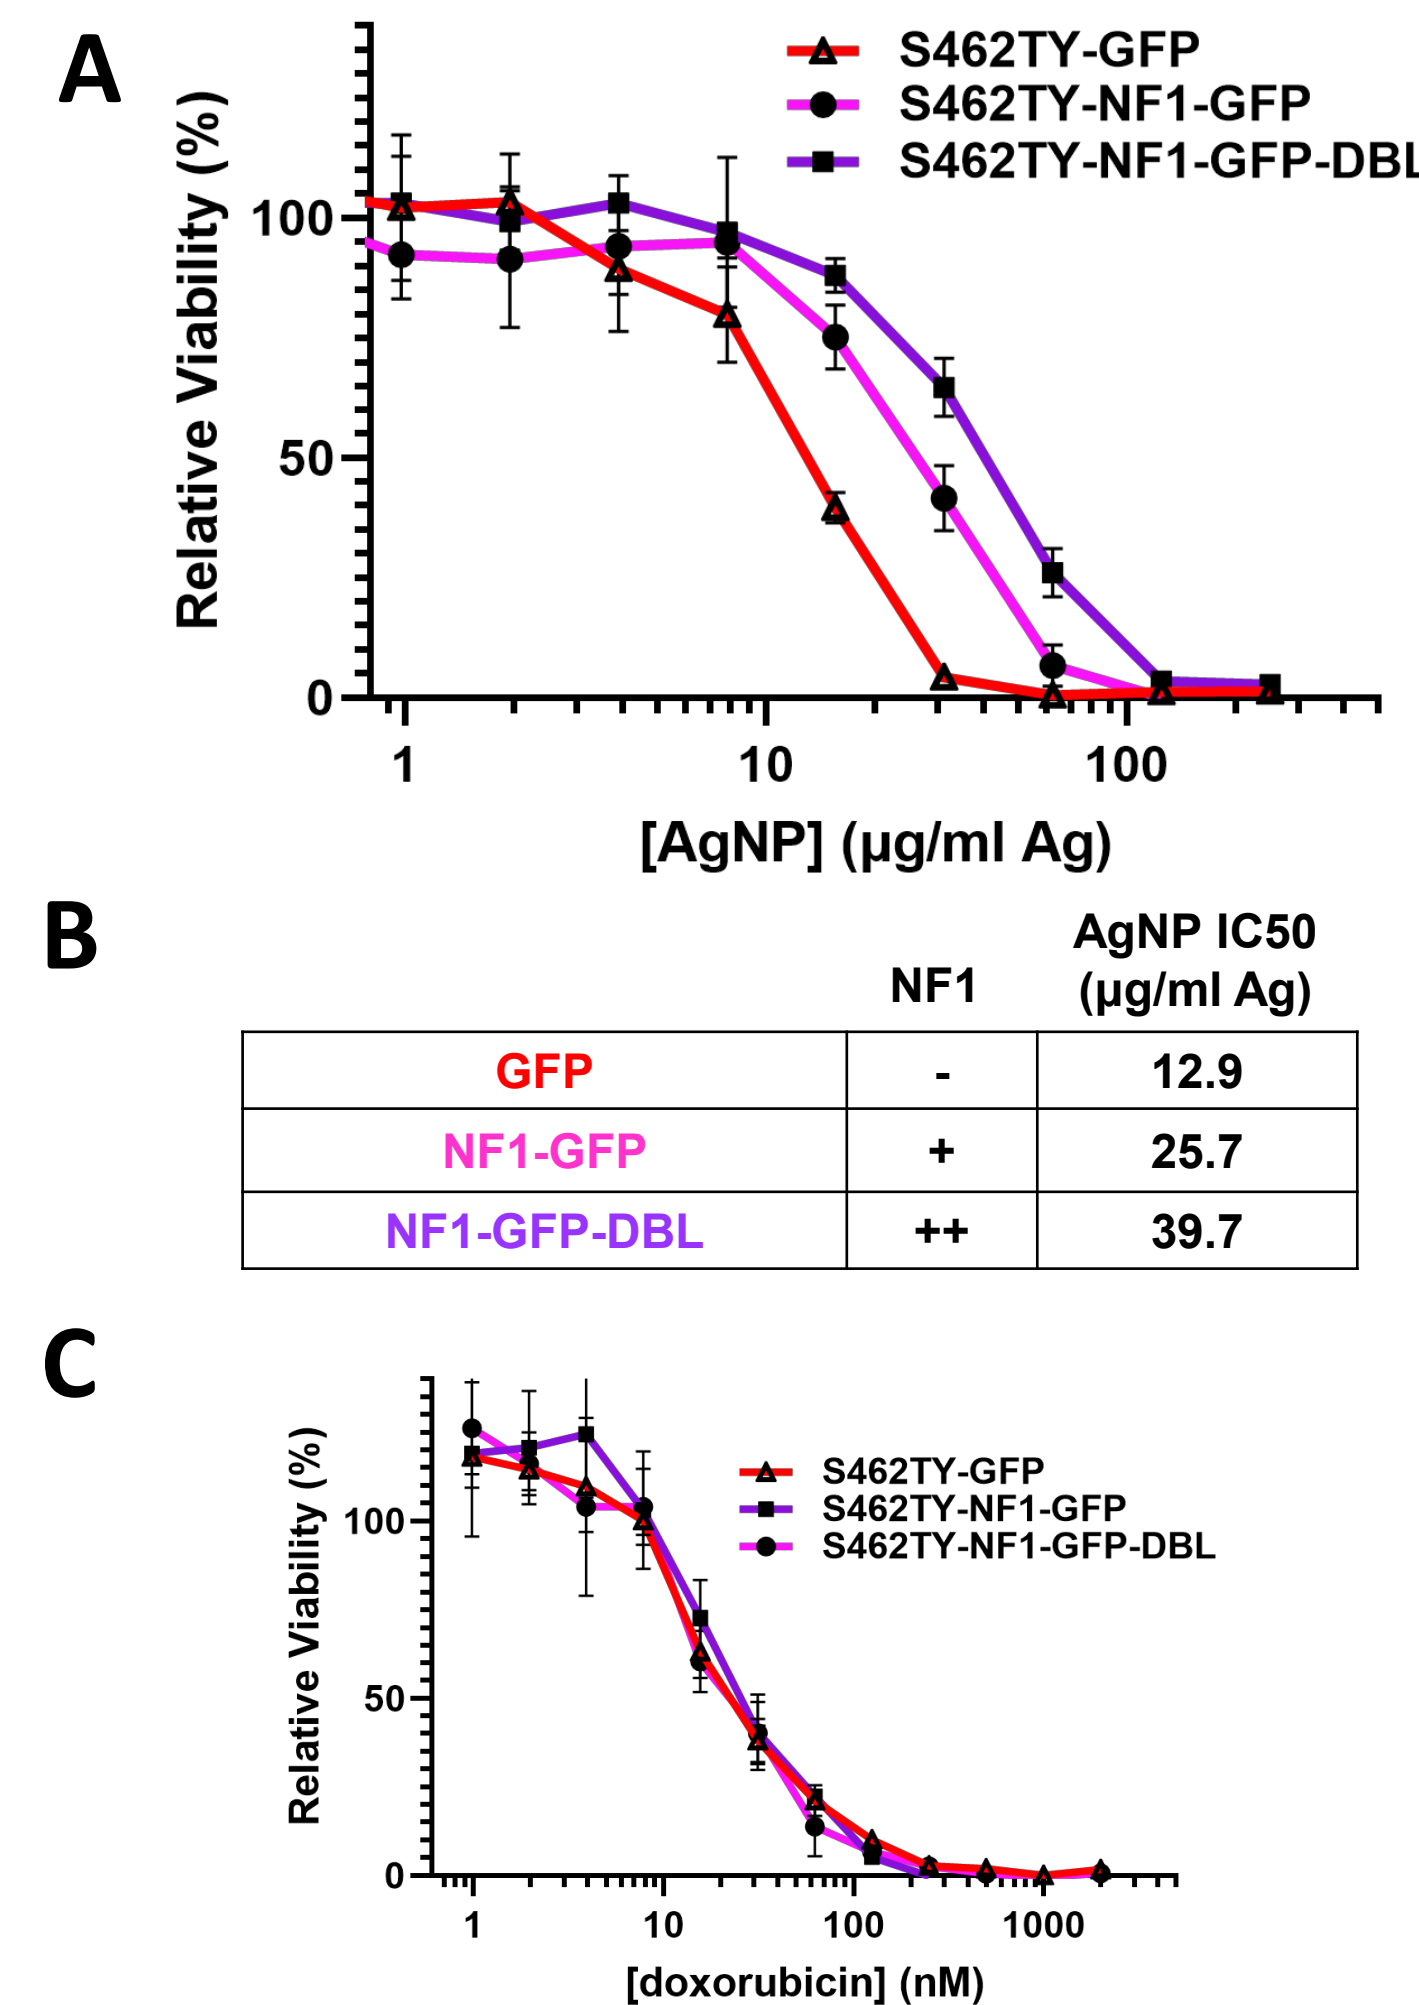 A
S462TY-GFP
S462TY-NF1-GFP
S462TY-NF1-GFP-DBL
Relative Viability (%)
100
50
0
1 10 100
[AgNP] (µg/ml Ag)
B
NF1 AgNP IC50
(µg/ml Ag)
GFP - 12.9
NF1-GFP + 25.7
NF1-GFP-DBL ++ 39.7
C
S462TY-GFP
S462TY-NF1-GFP
S462TY-NF1-GFP-DBL
Relative Viability (%)
100
50
0
1 10 100 1000
[doxorubicin] (nM)